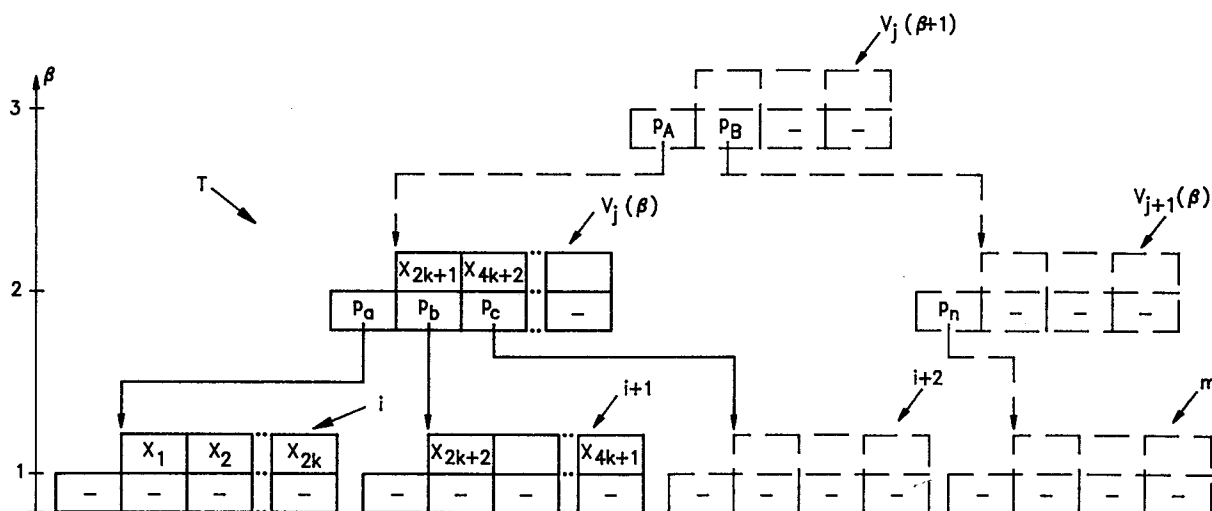 V_j(β+1)
β
3
p_A p_B – –
T
V_j(β)
V_{j+1}(β)
X_{2k+1} X_{4k+2} ..
2
p_a p_b p_c .. –
p_n – – –
i
i+1
i+2
m
X_1 X_2 .. X_{2k}
X_{2k+2} .. X_{4k+1}
1
– – – .. –
– – – .. –
– – – –
– – – –